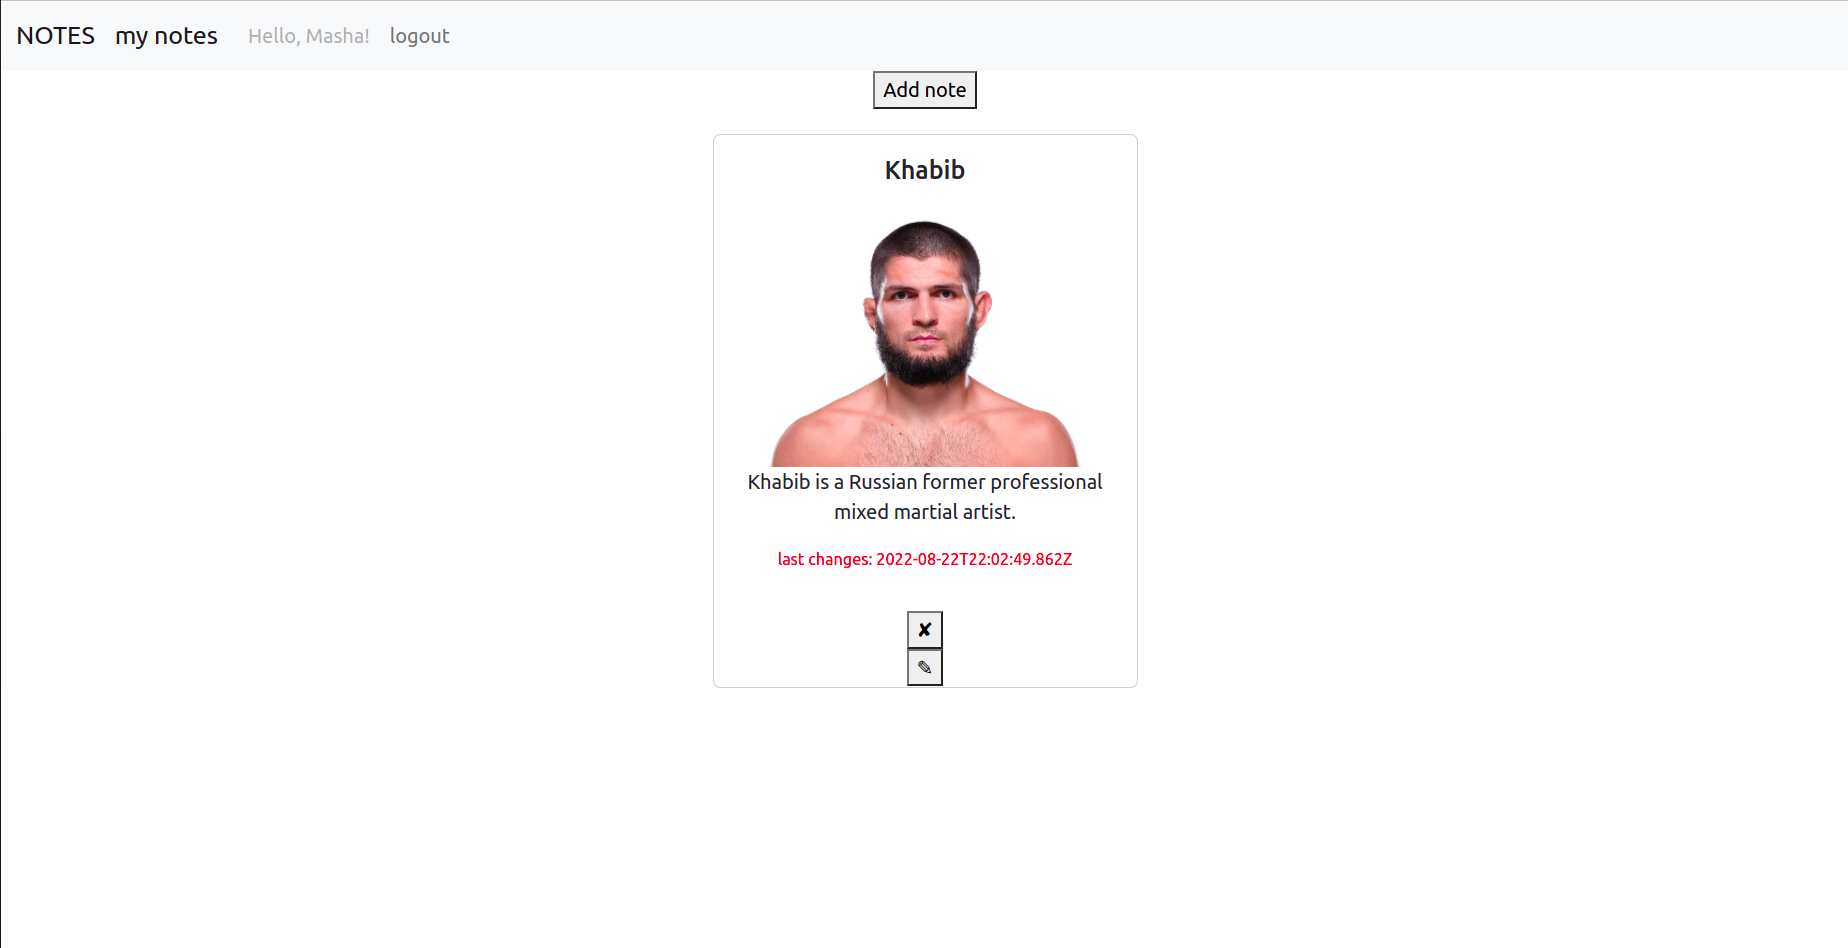 NOTES my notes Hello, Masha! logout
Add note
Khabib
Khabib is a Russian former professional
mixed martial artist.
last changes: 2022-08-22T22:02:49.862Z
✘
✎